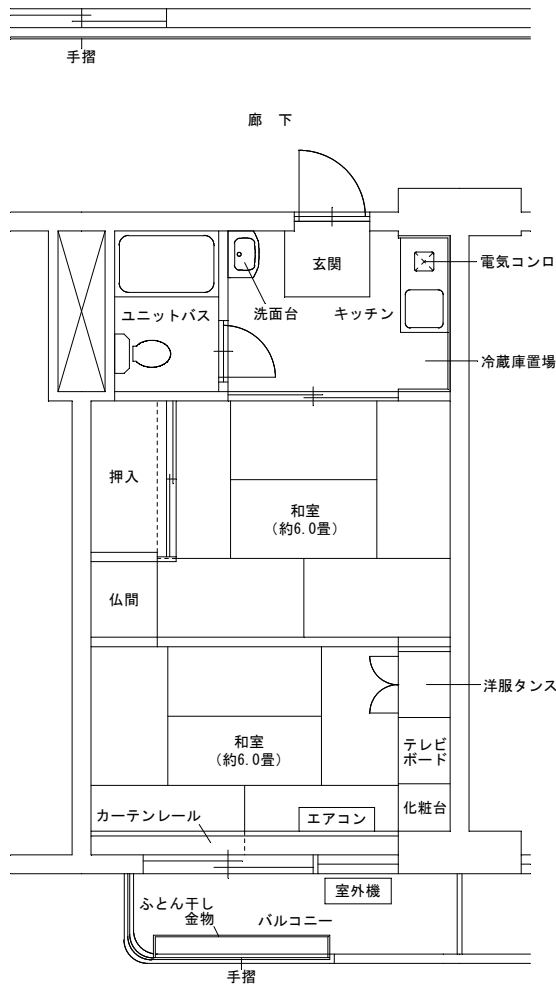 手摺
廊　下
玄関
電気コンロ
ユニットバス
洗面台
キッチン
冷蔵庫置場
押入
和室
(約6.0畳)
仏間
洋服タンス
和室
(約6.0畳)
テレビ
ボード
カーテンレール
エアコン
化粧台
室外機
ふとん干し
金物
バルコニー
手摺